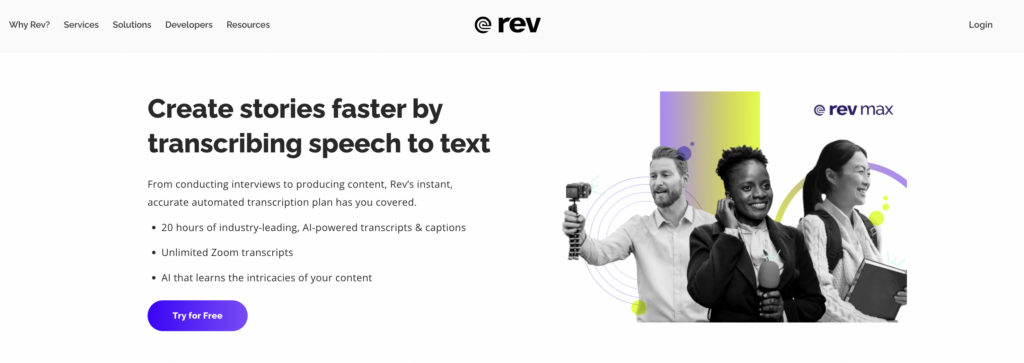 Why Rev? Services Solutions Developers Resources rev Login
Create stories faster by
transcribing speech to text
From conducting interviews to producing content, Rev's instant,
accurate automated transcription plan has you covered.
• 20 hours of industry-leading, AI-powered transcripts & captions
• Unlimited Zoom transcripts
• AI that learns the intricacies of your content
Try for Free
rev max